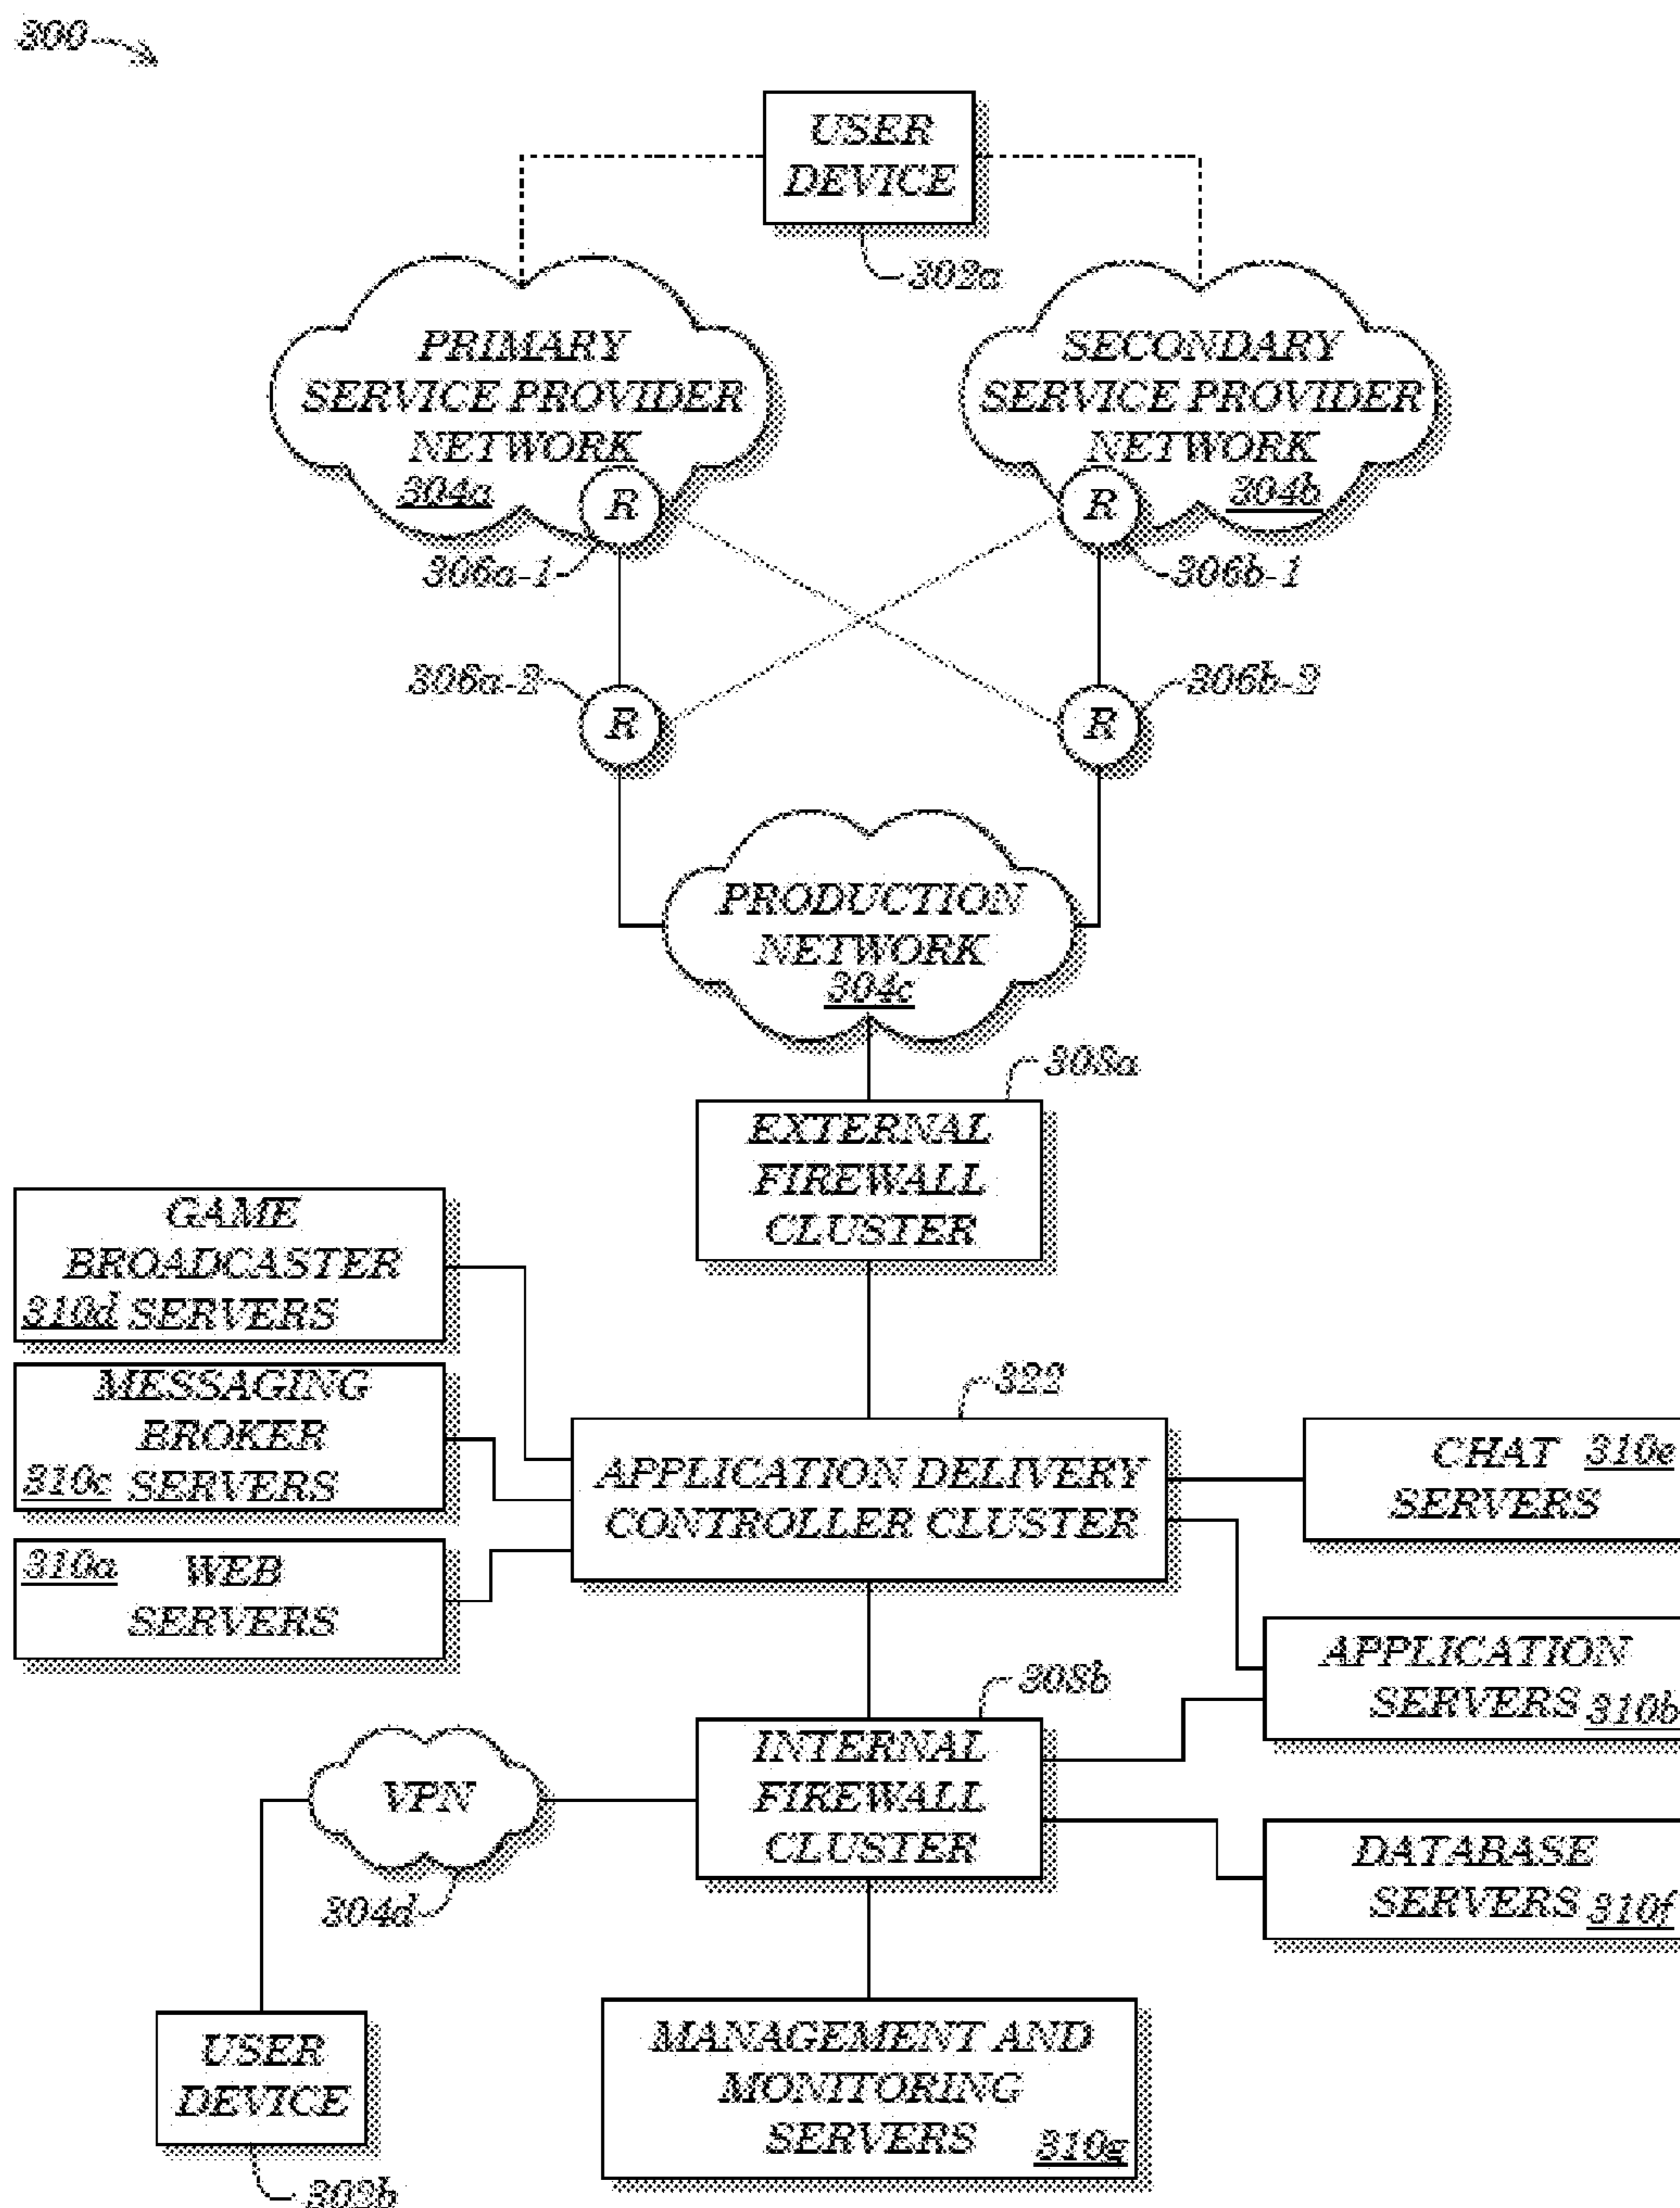 300
USER
DEVICE
302a
PRIMARY
SERVICE PROVIDER
NETWORK
304a
R
306a-1
SECONDARY
SERVICE PROVIDER
NETWORK
304b
R
306b-1
306a-2
R
306b-2
R
PRODUCTION
NETWORK
304c
308a
EXTERNAL
FIREWALL
CLUSTER
GAME
BROADCASTER
310d SERVERS
MESSAGING
BROKER
310c SERVERS
310a WEB
SERVERS
322
APPLICATION DELIVERY
CONTROLLER CLUSTER
CHAT 310e
SERVERS
APPLICATION
SERVERS 310b
308b
INTERNAL
FIREWALL
CLUSTER
VPN
304d
DATABASE
SERVERS 310f
USER
DEVICE
302b
MANAGEMENT AND
MONITORING
SERVERS 310g